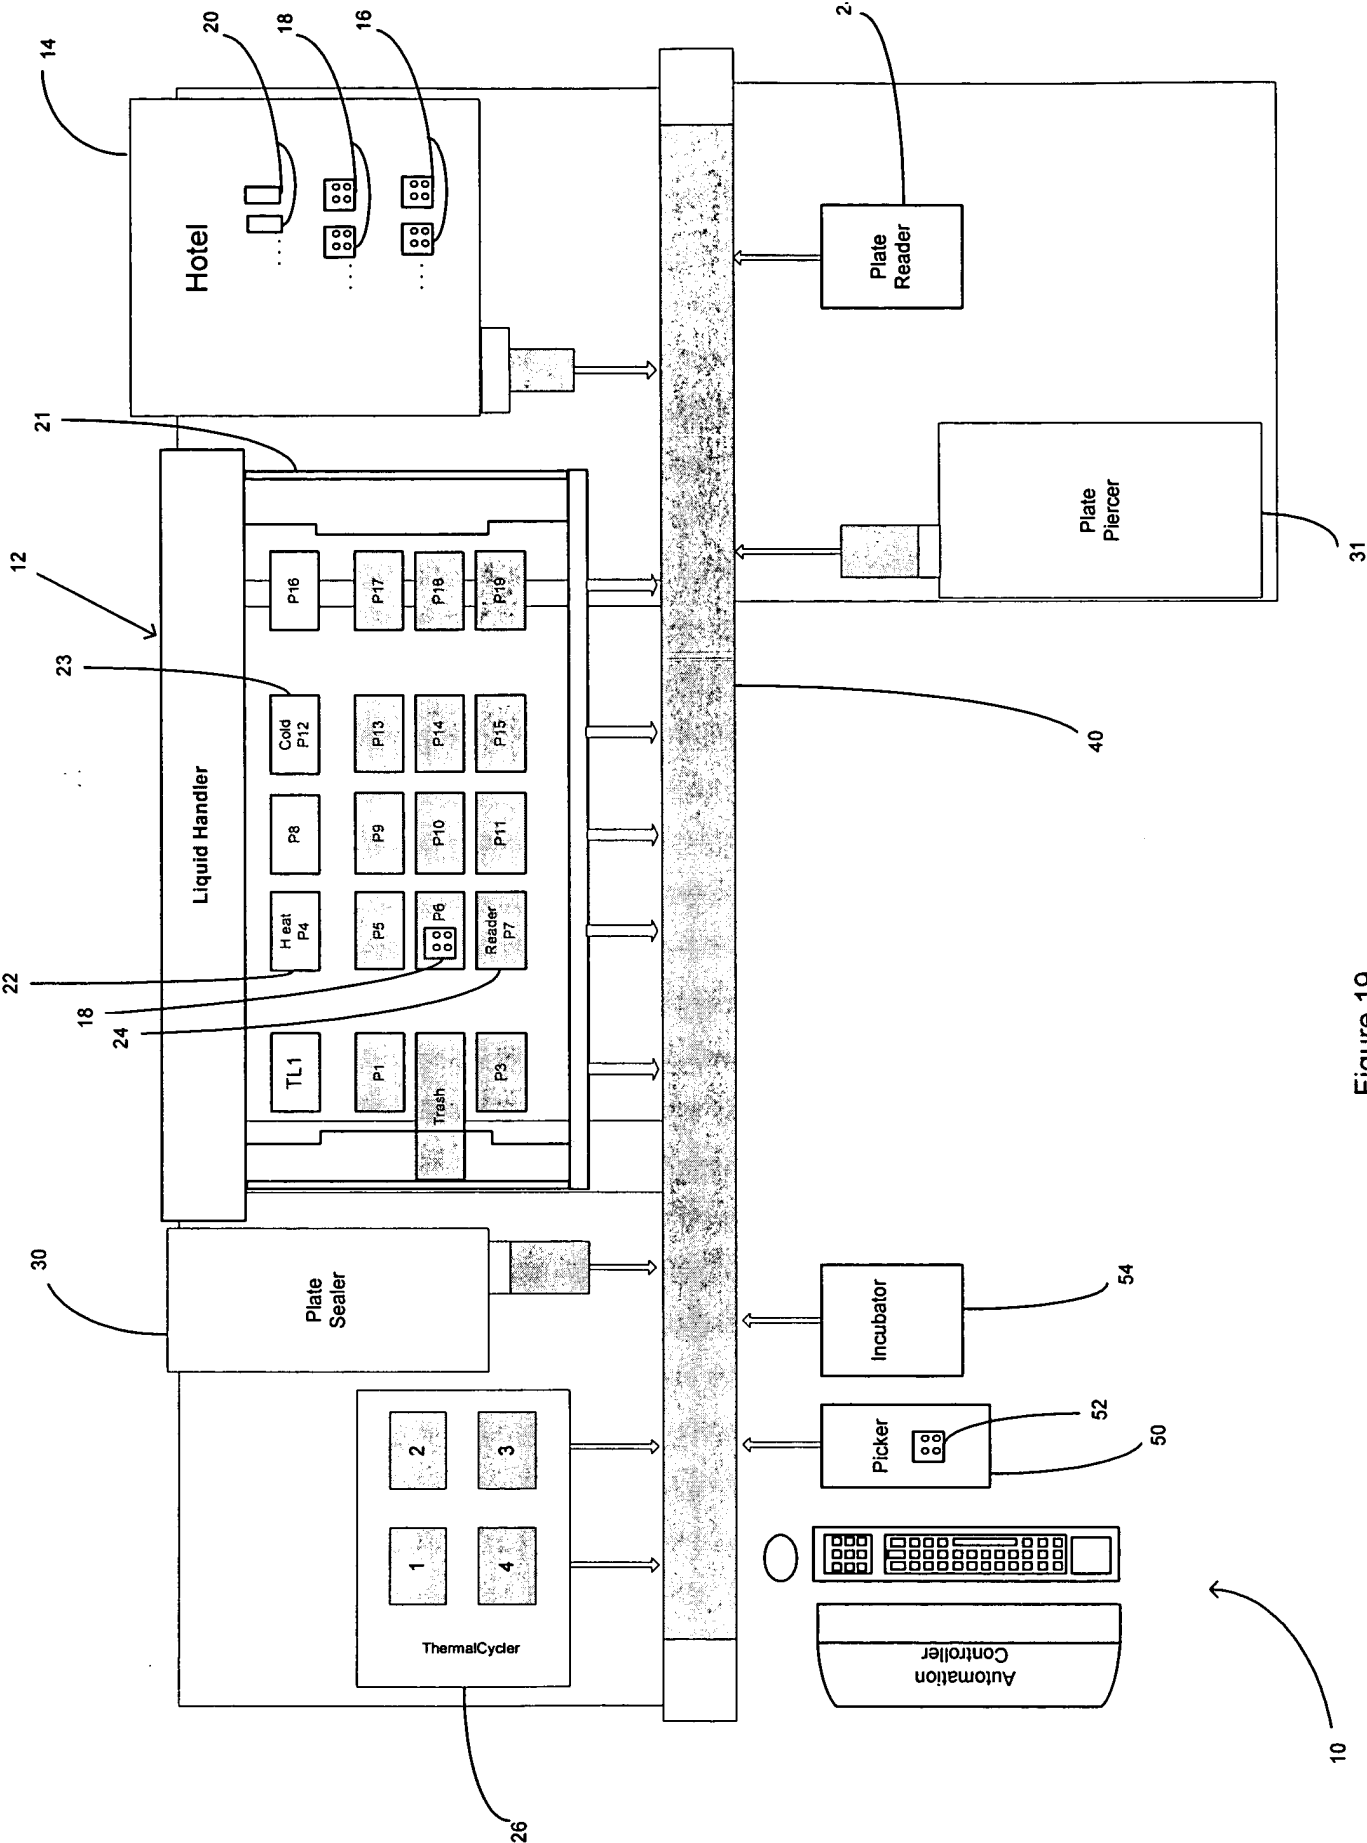 20
18
16
14
Hotel
2
Plate
Reader
21
12
23
22
18
24
Liquid Handler
TL1
Heat
P4
P8
Cold
P12
P16
P1
P5
P9
P13
P17
Trash
P6
P10
P14
P18
P3
Reader
P7
P11
P15
P19
Plate
Piercer
31
40
30
Plate
Sealer
Incubator
54
ThermalCycler
1
2
4
3
26
Picker
52
50
Automation
Controller
10
Figure 19